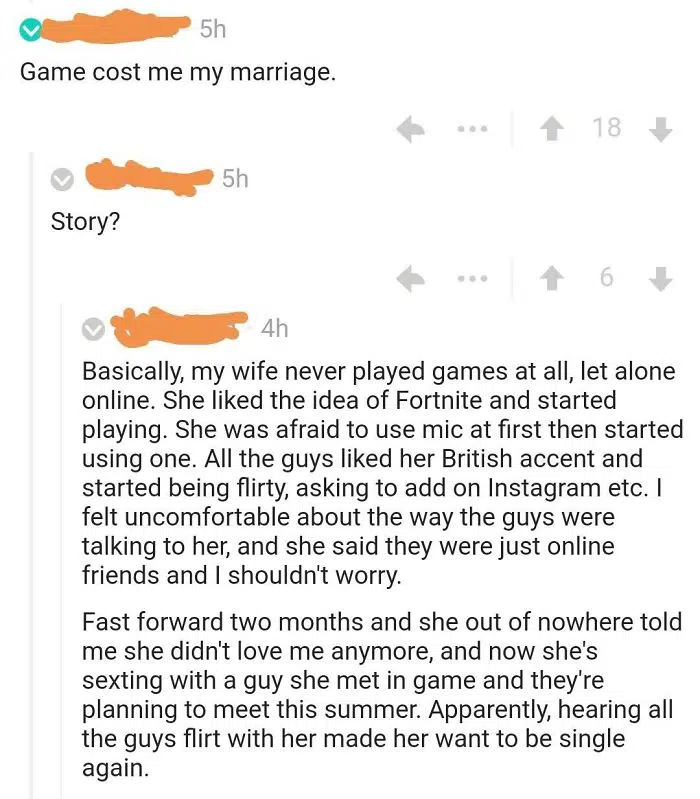 5h
Game cost me my marriage.
18
5h
Story?
6
4h
Basically, my wife never played games at all, let alone
online. She liked the idea of Fortnite and started
playing. She was afraid to use mic at first then started
using one. All the guys liked her British accent and
started being flirty, asking to add on Instagram etc. I
felt uncomfortable about the way the guys were
talking to her, and she said they were just online
friends and I shouldn't worry.
Fast forward two months and she out of nowhere told
me she didn't love me anymore, and now she's
sexting with a guy she met in game and they're
planning to meet this summer. Apparently, hearing all
the guys flirt with her made her want to be single
again.